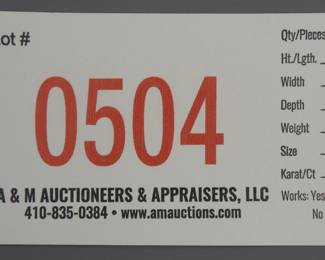 Lot #
0504
A & M AUCTIONEERS & APPRAISERS, LLC
410-835-0384 • www.amauctions.com
Qty/Pieces
Ht./Lgth.
Width
Depth
Weight
Size
Karat/Ct
Works: Yes
No